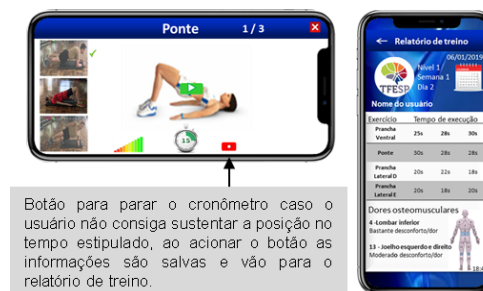 Ponte 1 / 3
15
Botão para parar o cronômetro caso o
usuário não consiga sustentar a posição no
tempo estipulado, ao acionar o botão as
informações são salvas e vão para o
relatório de treino.
Relatório de treino
06/01/2019
Nível 1
Semana 1
Dia 2
TFESP
Nome do usuário
Exercício Tempo de execução
Prancha
Ventral 25s 28s 30s
Ponte 30s 28s 28s
Prancha
Lateral D 20s 22s 18s
Prancha
Lateral E 20s 18s 20s
Dores osteomusculares
4 -Lombar Inferior
Bastante desconforto/dor
13 - Joelho esquerdo e direito
Moderado desconforto/dor
18:4